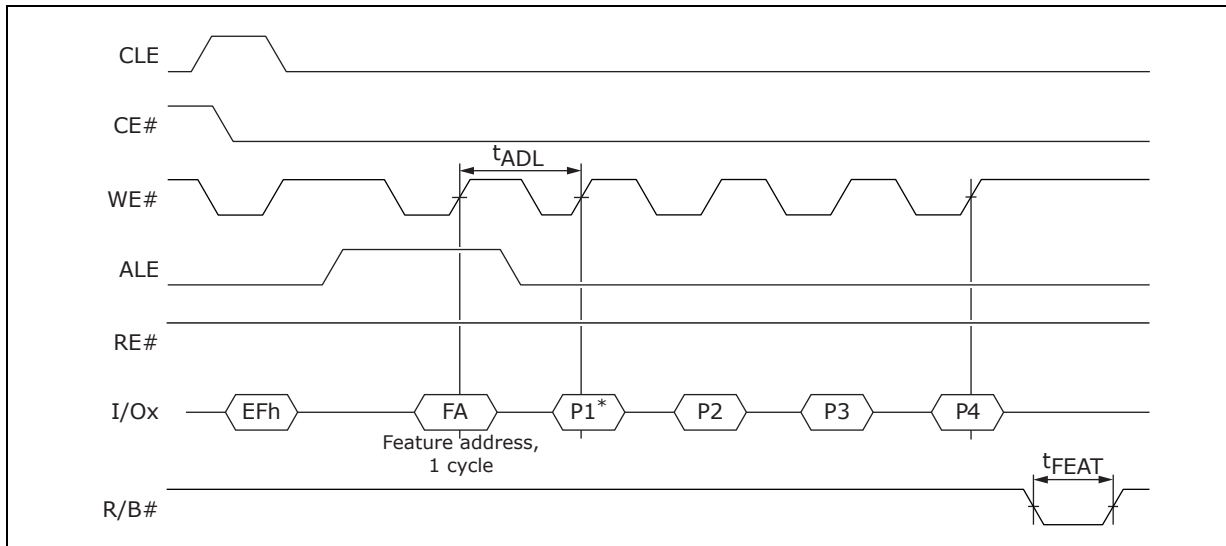 CLE
CE#
tADL
WE#
ALE
RE#
I/Ox EFh FA P1* P2 P3 P4
Feature address,
1 cycle
tFEAT
R/B#